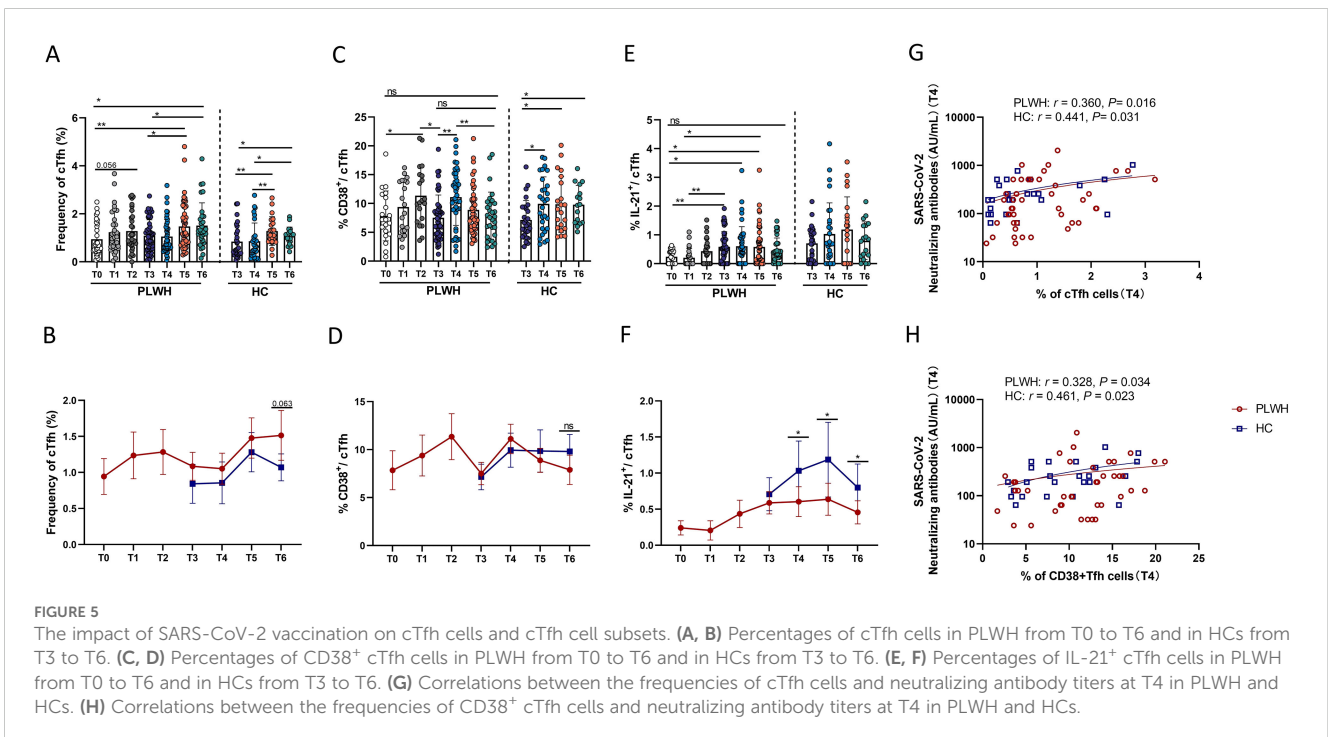 A
Frequency of cTfh (%)
6
4
2
0
*
**
0.056
*
*
*
*
**
**
T0 T1 T2 T3 T4 T5 T6 T3 T4 T5 T6
PLWH HC
C
% CD38+/ cTfh
25
20
15
10
5
0
ns
ns
* * ** **
*
*
*
T0 T1 T2 T3 T4 T5 T6 T3 T4 T5 T6
PLWH HC
E
% IL-21+/ cTfh
5
4
3
2
1
0
ns
*
*
*
**
**
T0 T1 T2 T3 T4 T5 T6 T3 T4 T5 T6
PLWH HC
G
SARS-CoV-2
Neutralizing antibodies (AU/mL) (T4)
PLWH: r = 0.360, P= 0.016
HC: r = 0.441, P= 0.031
10000
1000
100
10
0 1 2 3 4
% of cTfh cells (T4)
B
Frequency of cTfh (%)
2.0
1.5
1.0
0.5
0.0
0.063
T0 T1 T2 T3 T4 T5 T6
D
% CD38+/ cTfh
15
10
5
0
ns
T0 T1 T2 T3 T4 T5 T6
F
% IL-21+/ cTfh
2.0
1.5
1.0
0.5
0.0
* * *
T0 T1 T2 T3 T4 T5 T6
H
SARS-CoV-2
Neutralizing antibodies (AU/mL) (T4)
PLWH: r = 0.328, P = 0.034
HC: r = 0.461, P = 0.023
10000
1000
100
10
0 5 10 15 20 25
% of CD38+Tfh cells (T4)
PLWH
HC
FIGURE 5
The impact of SARS-CoV-2 vaccination on cTfh cells and cTfh cell subsets. (A, B) Percentages of cTfh cells in PLWH from T0 to T6 and in HCs from
T3 to T6. (C, D) Percentages of CD38+ cTfh cells in PLWH from T0 to T6 and in HCs from T3 to T6. (E, F) Percentages of IL-21+ cTfh cells in PLWH
from T0 to T6 and in HCs from T3 to T6. (G) Correlations between the frequencies of cTfh cells and neutralizing antibody titers at T4 in PLWH and
HCs. (H) Correlations between the frequencies of CD38+ cTfh cells and neutralizing antibody titers at T4 in PLWH and HCs.